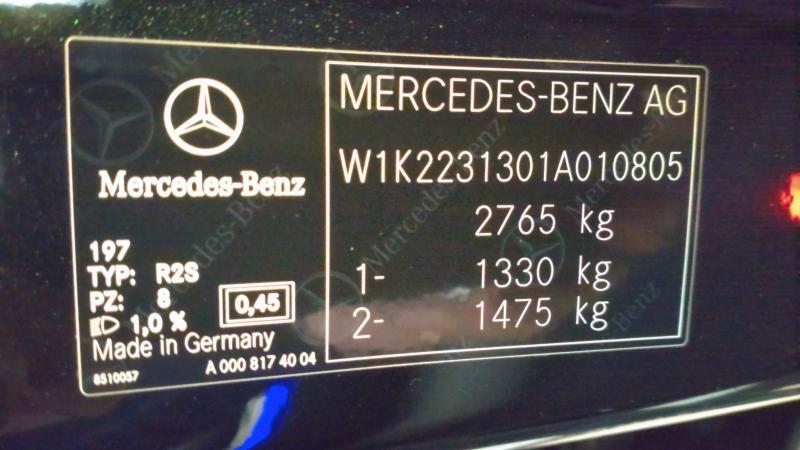 Mercedes-Benz
197
TYP: R2S
PZ: 8
1,0 %
0,45
Made in Germany
8510057
A 000 817 40 04
MERCEDES-BENZ AG
W1K2231301A010805
2765 kg
1- 1330 kg
2- 1475 kg